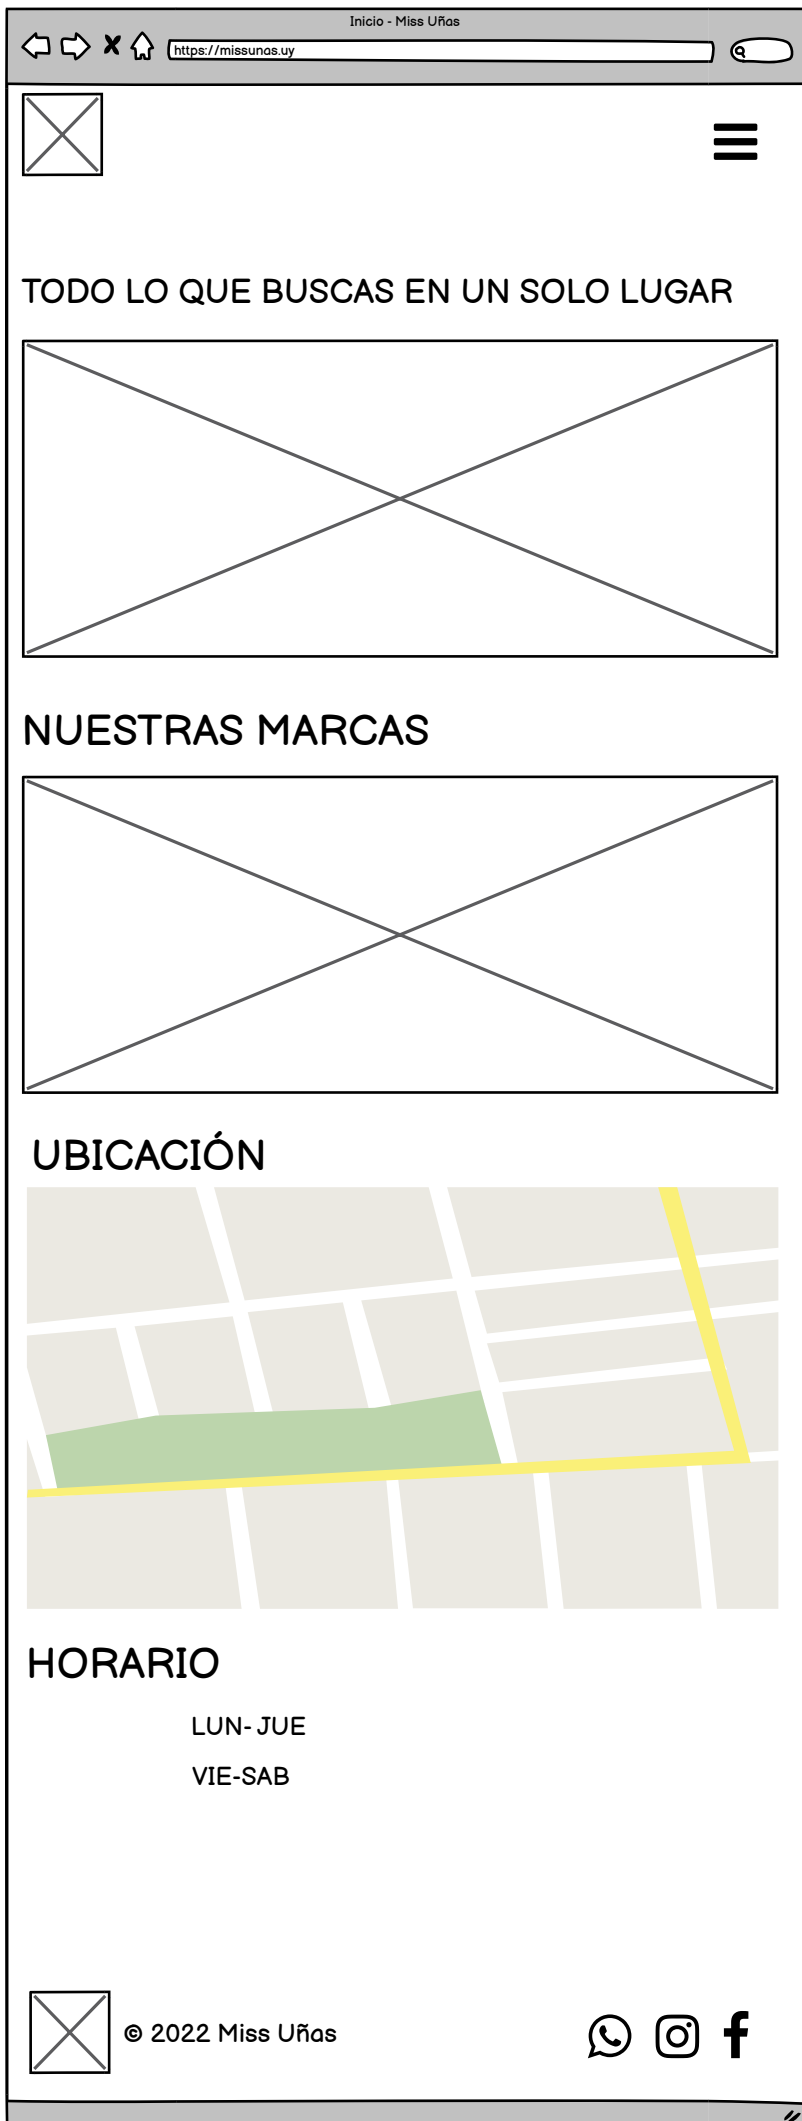 Inicio - Miss Uñas
https://missunas.uy
TODO LO QUE BUSCAS EN UN SOLO LUGAR
NUESTRAS MARCAS
UBICACIÓN
HORARIO
LUN- JUE
VIE-SAB
© 2022 Miss Uñas